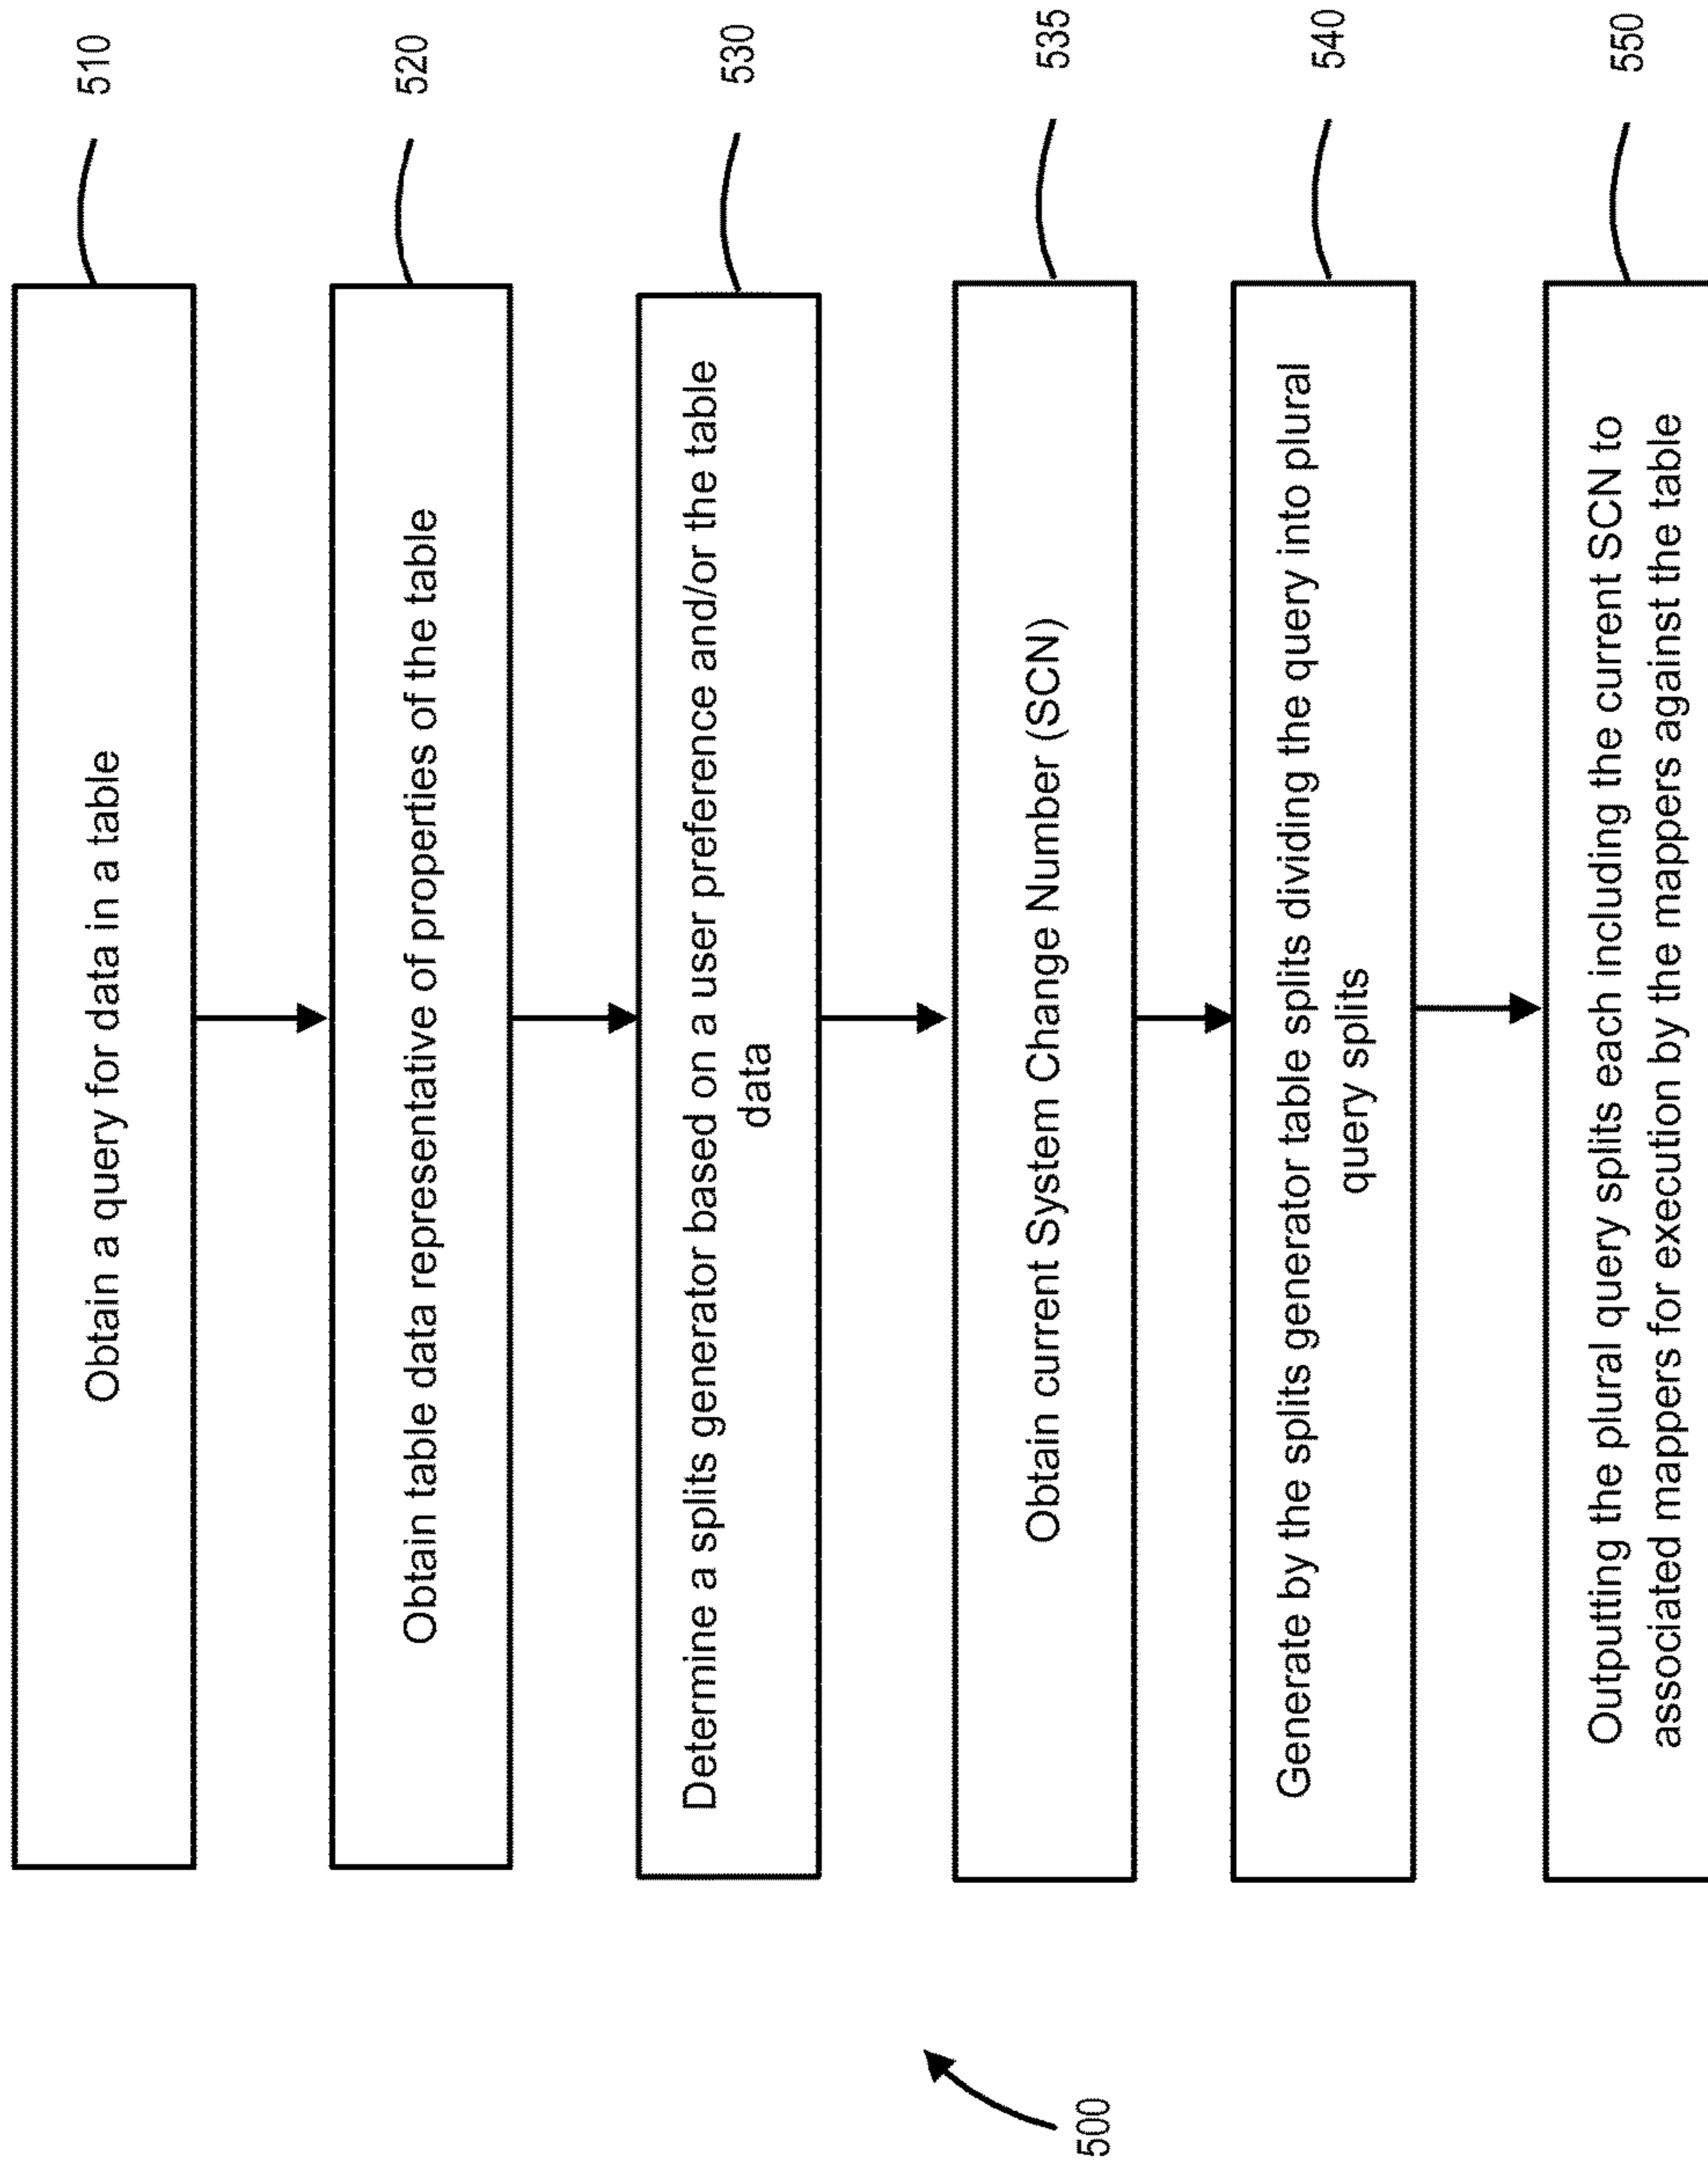 Obtain a query for data in a table
510
Obtain table data representative of properties of the table
520
Determine a splits generator based on a user preference and/or the table
data
530
Obtain current System Change Number (SCN)
535
Generate by the splits generator table splits dividing the query into plural
query splits
540
Outputting the plural query splits each including the current SCN to
associated mappers for execution by the mappers against the table
550
500